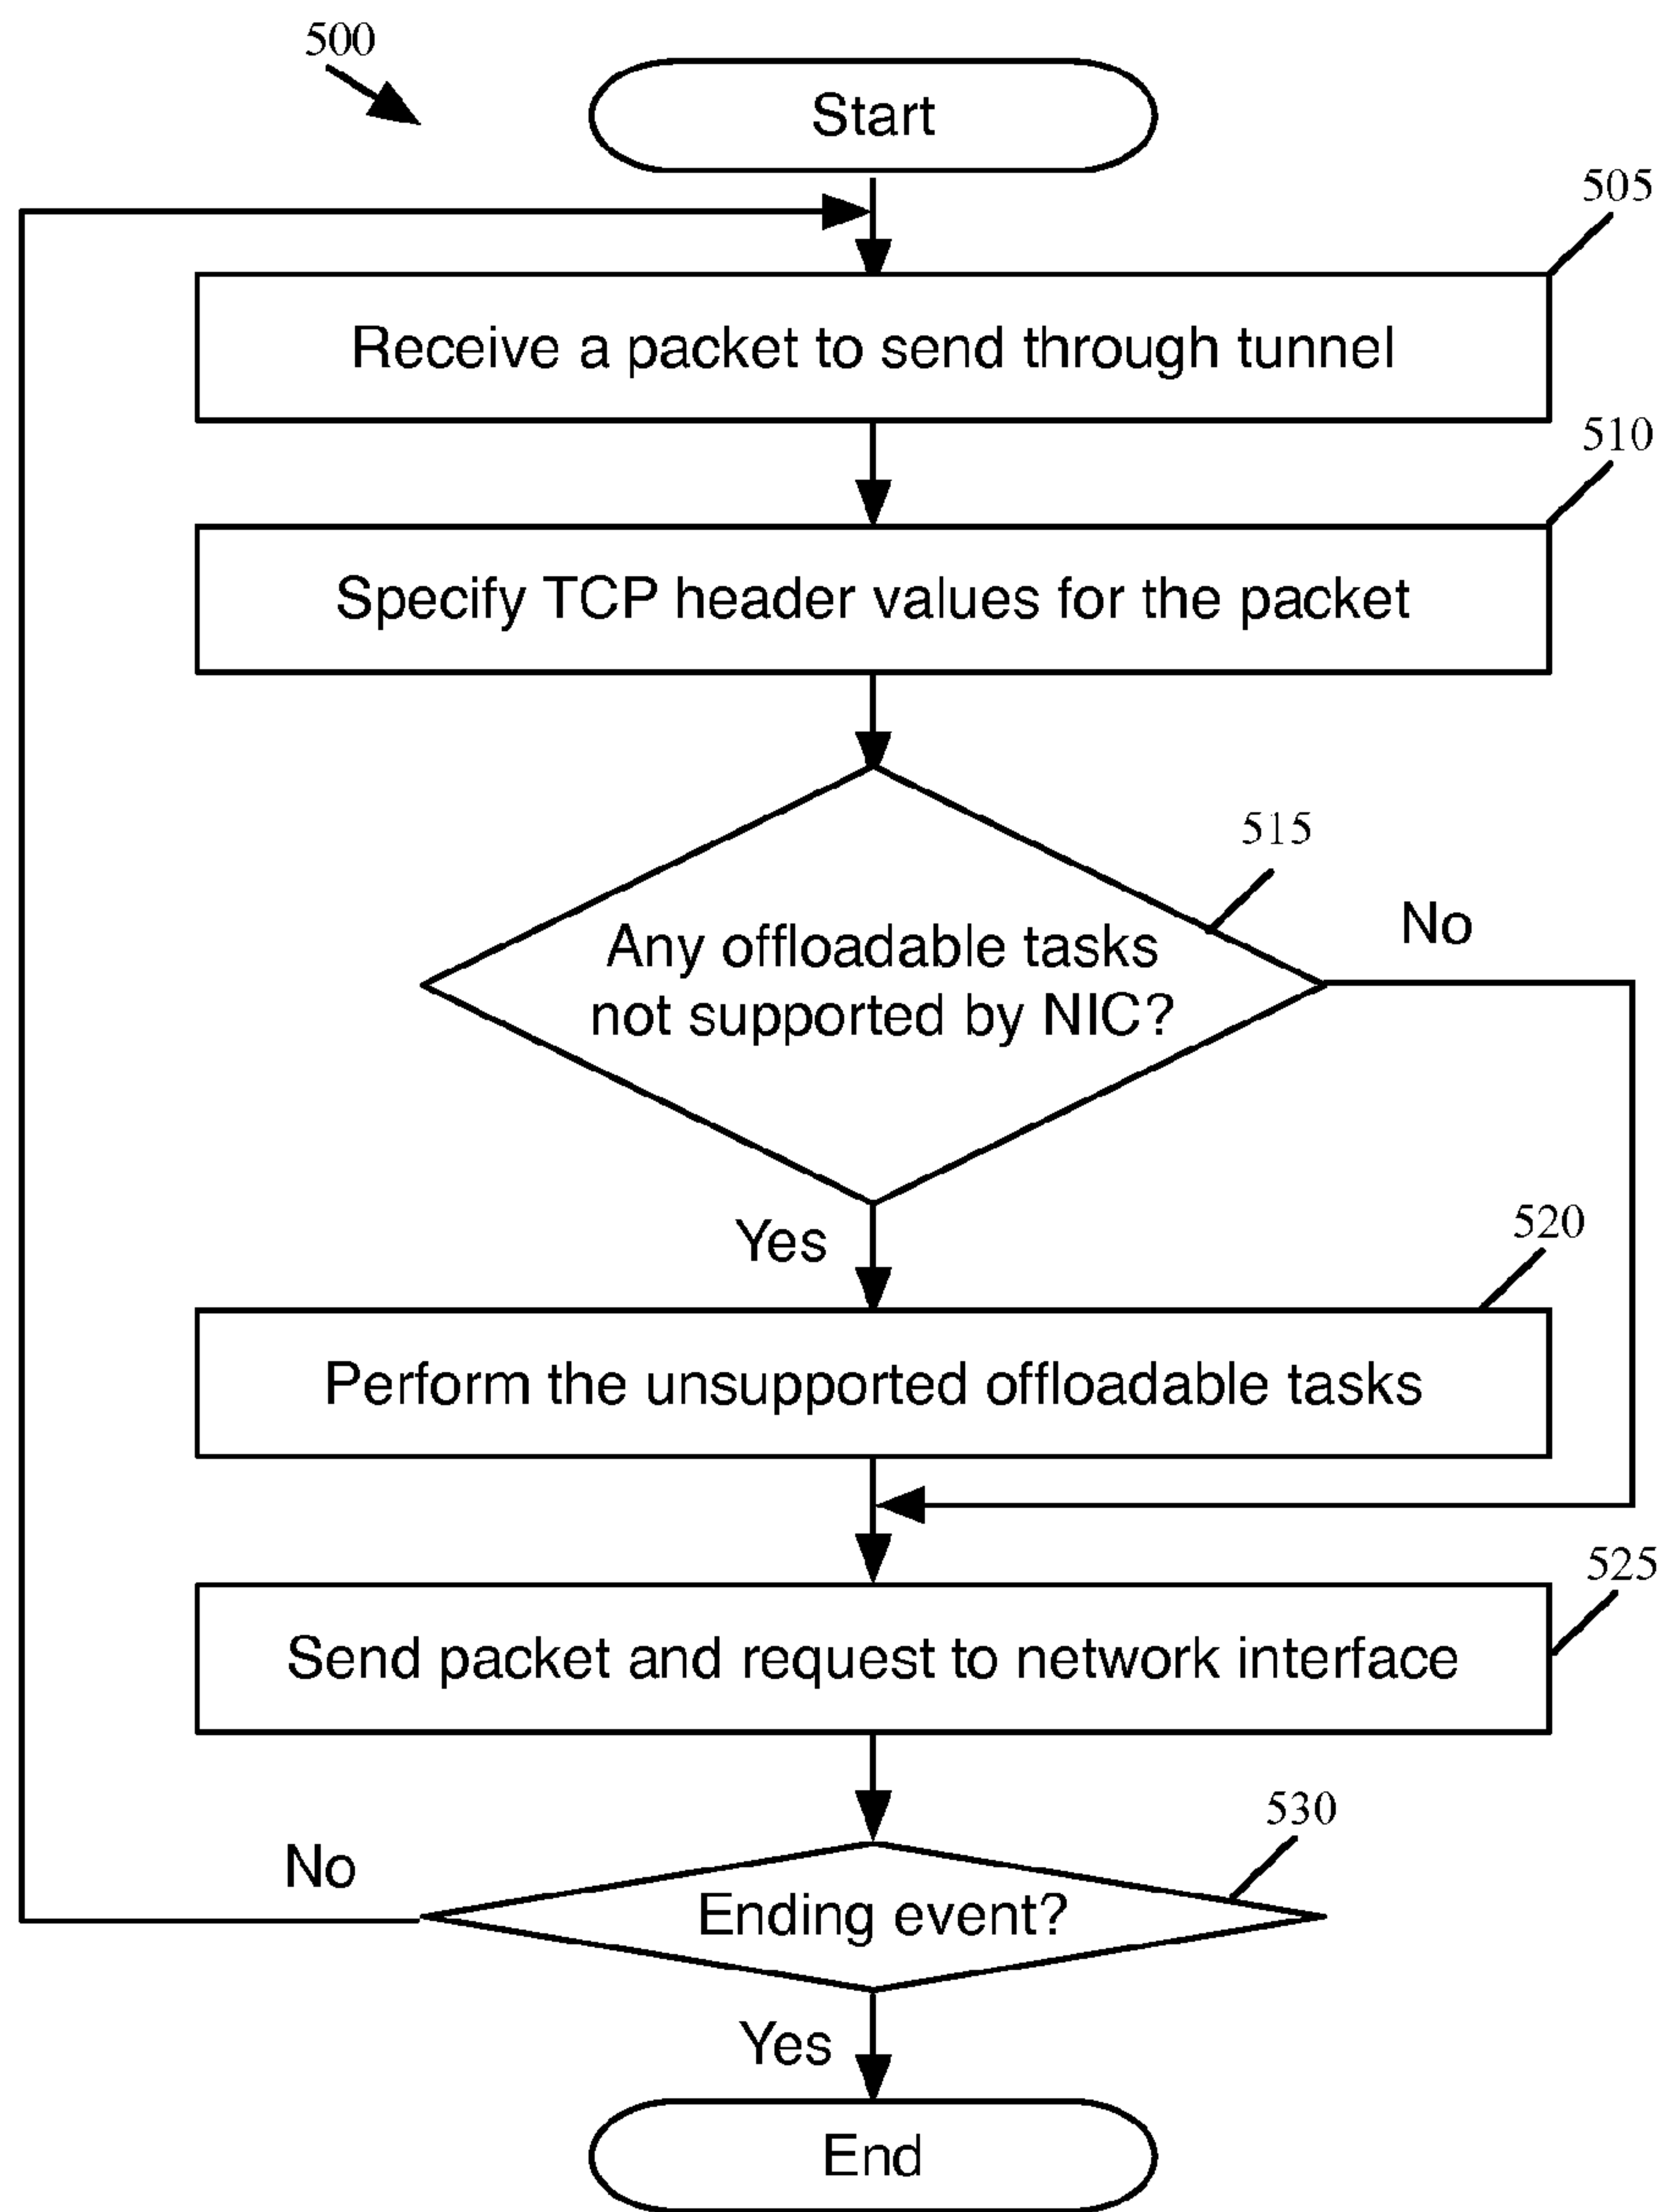 500
Start
505
Receive a packet to send through tunnel
510
Specify TCP header values for the packet
515
Any offloadable tasks
not supported by NIC?
No
Yes
520
Perform the unsupported offloadable tasks
525
Send packet and request to network interface
530
No
Ending event?
Yes
End